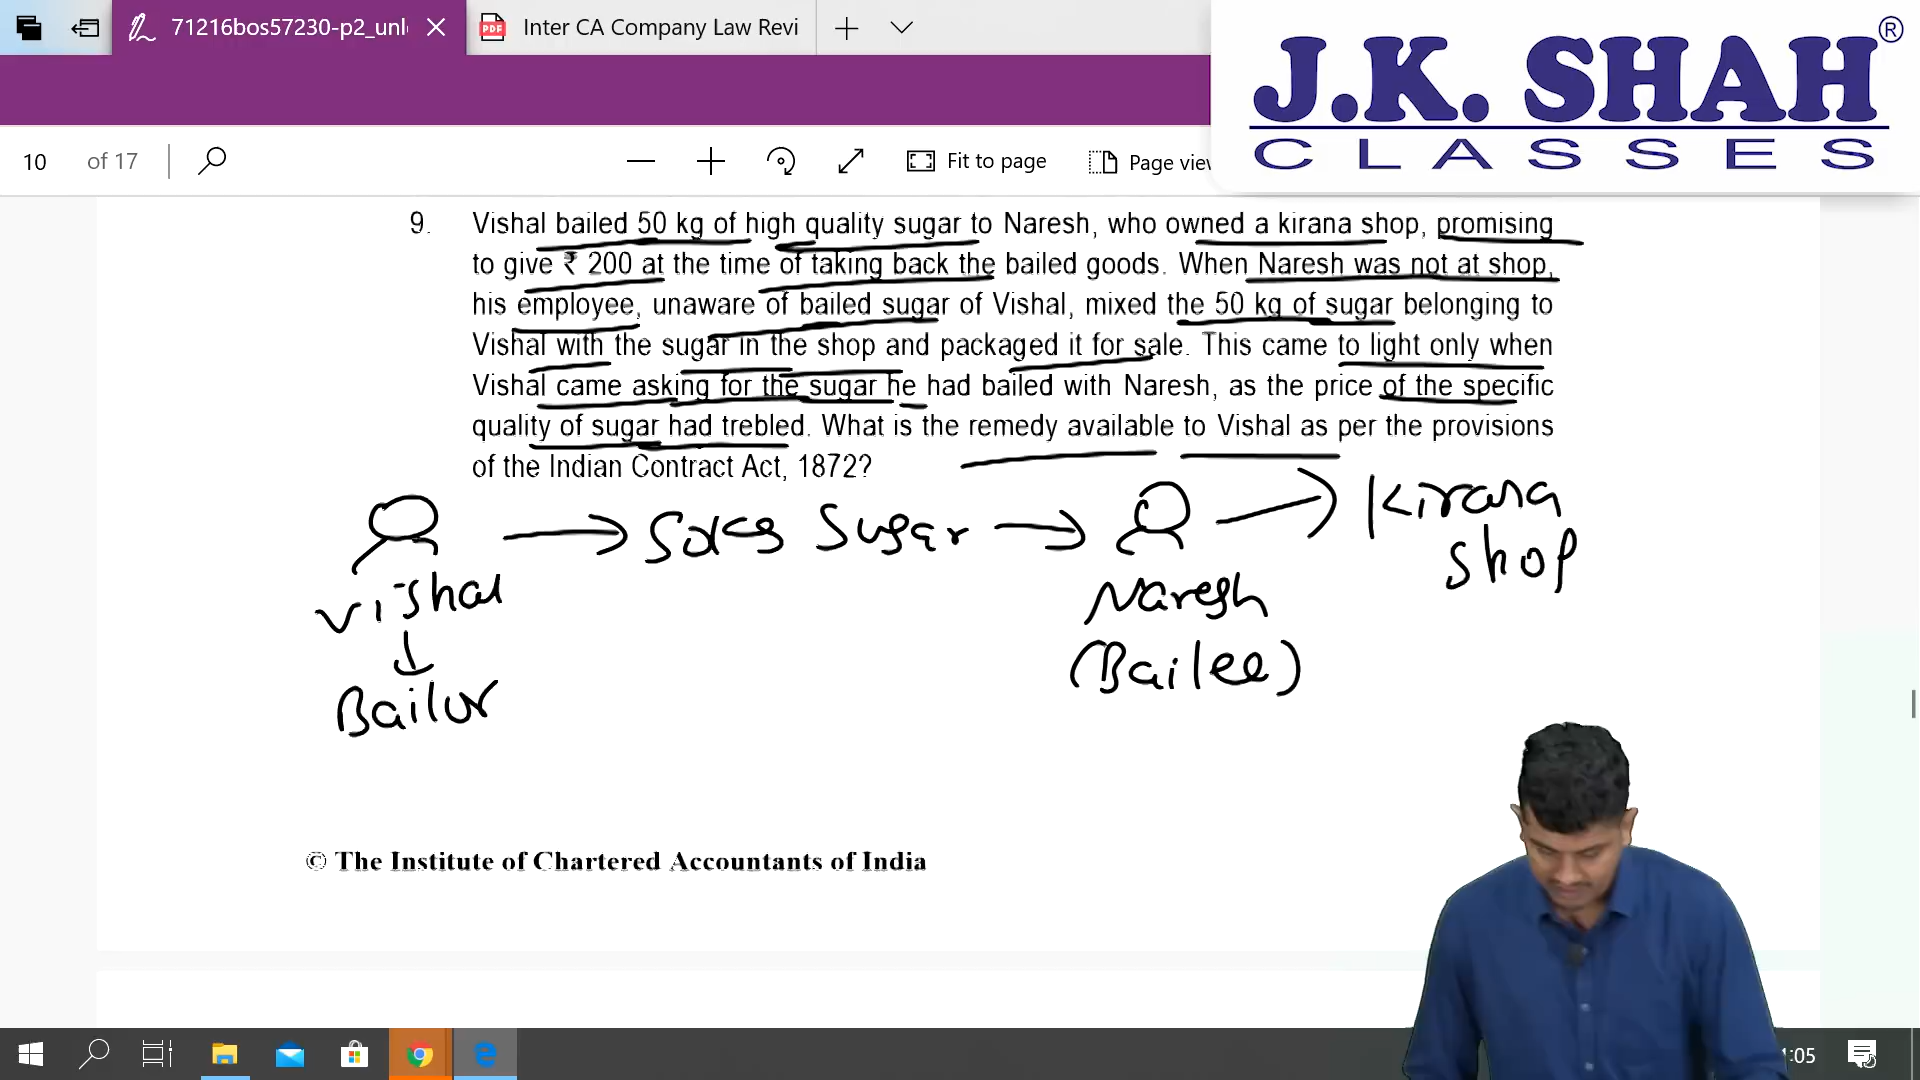 71216bos57230-p2_unl
Inter CA Company Law Revi
J.K. SHAH®
CLASSES
10 of 17
Fit to page
Page view
9. Vishal bailed 50 kg of high quality sugar to Naresh, who owned a kirana shop, promising
to give ₹ 200 at the time of taking back the bailed goods. When Naresh was not at shop,
his employee, unaware of bailed sugar of Vishal, mixed the 50 kg of sugar belonging to
Vishal with the sugar in the shop and packaged it for sale. This came to light only when
Vishal came asking for the sugar he had bailed with Naresh, as the price of the specific
quality of sugar had trebled. What is the remedy available to Vishal as per the provisions
of the Indian Contract Act, 1872?
50kg Sugar
Kirana
Shop
Vishal
Naresh
Bailor
(Bailee)
© The Institute of Chartered Accountants of India
:05